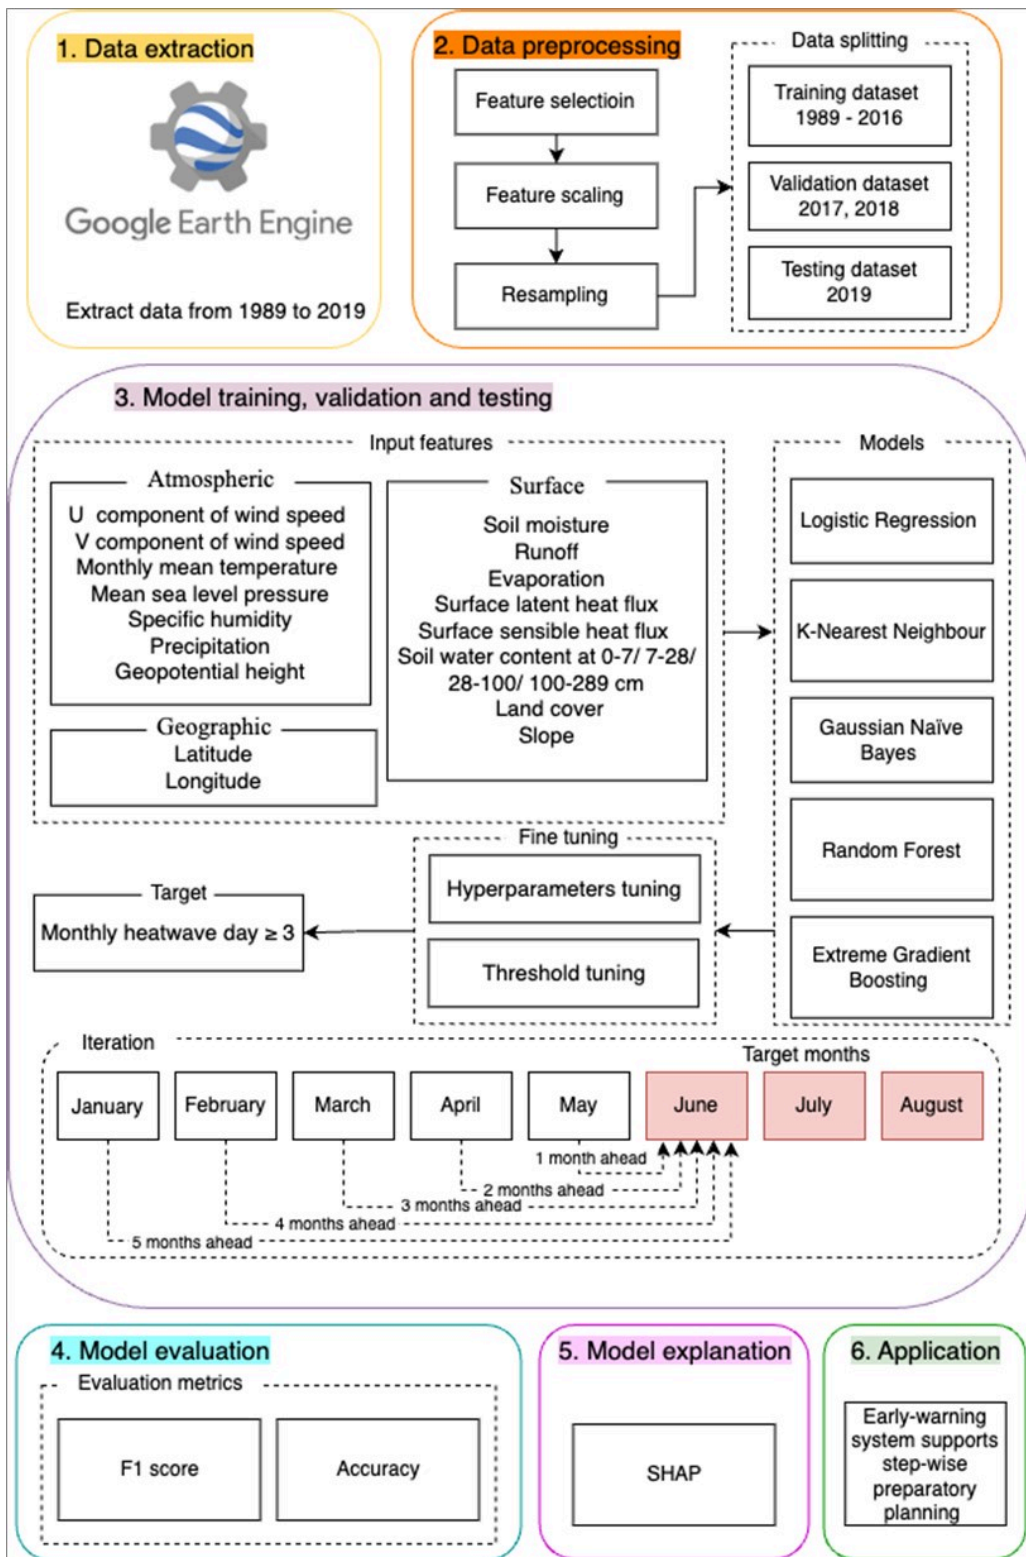 1. Data extraction
Google Earth Engine
Extract data from 1989 to 2019
2. Data preprocessing
Feature selectioin
Feature scaling
Resampling
Data splitting
Training dataset
1989 - 2016
Validation dataset
2017, 2018
Testing dataset
2019
3. Model training, validation and testing
Input features
Atmospheric
U component of wind speed
V component of wind speed
Monthly mean temperature
Mean sea level pressure
Specific humidity
Precipitation
Geopotential height
Geographic
Latitude
Longitude
Surface
Soil moisture
Runoff
Evaporation
Surface latent heat flux
Surface sensible heat flux
Soil water content at 0-7/ 7-28/
28-100/ 100-289 cm
Land cover
Slope
Models
Logistic Regression
K-Nearest Neighbour
Gaussian Naïve
Bayes
Random Forest
Extreme Gradient
Boosting
Fine tuning
Hyperparameters tuning
Threshold tuning
Target
Monthly heatwave day ≥ 3
Iteration
Target months
January
February
March
April
May
June
July
August
1 month ahead
2 months ahead
3 months ahead
4 months ahead
5 months ahead
4. Model evaluation
Evaluation metrics
F1 score
Accuracy
5. Model explanation
SHAP
6. Application
Early-warning
system supports
step-wise
preparatory
planning